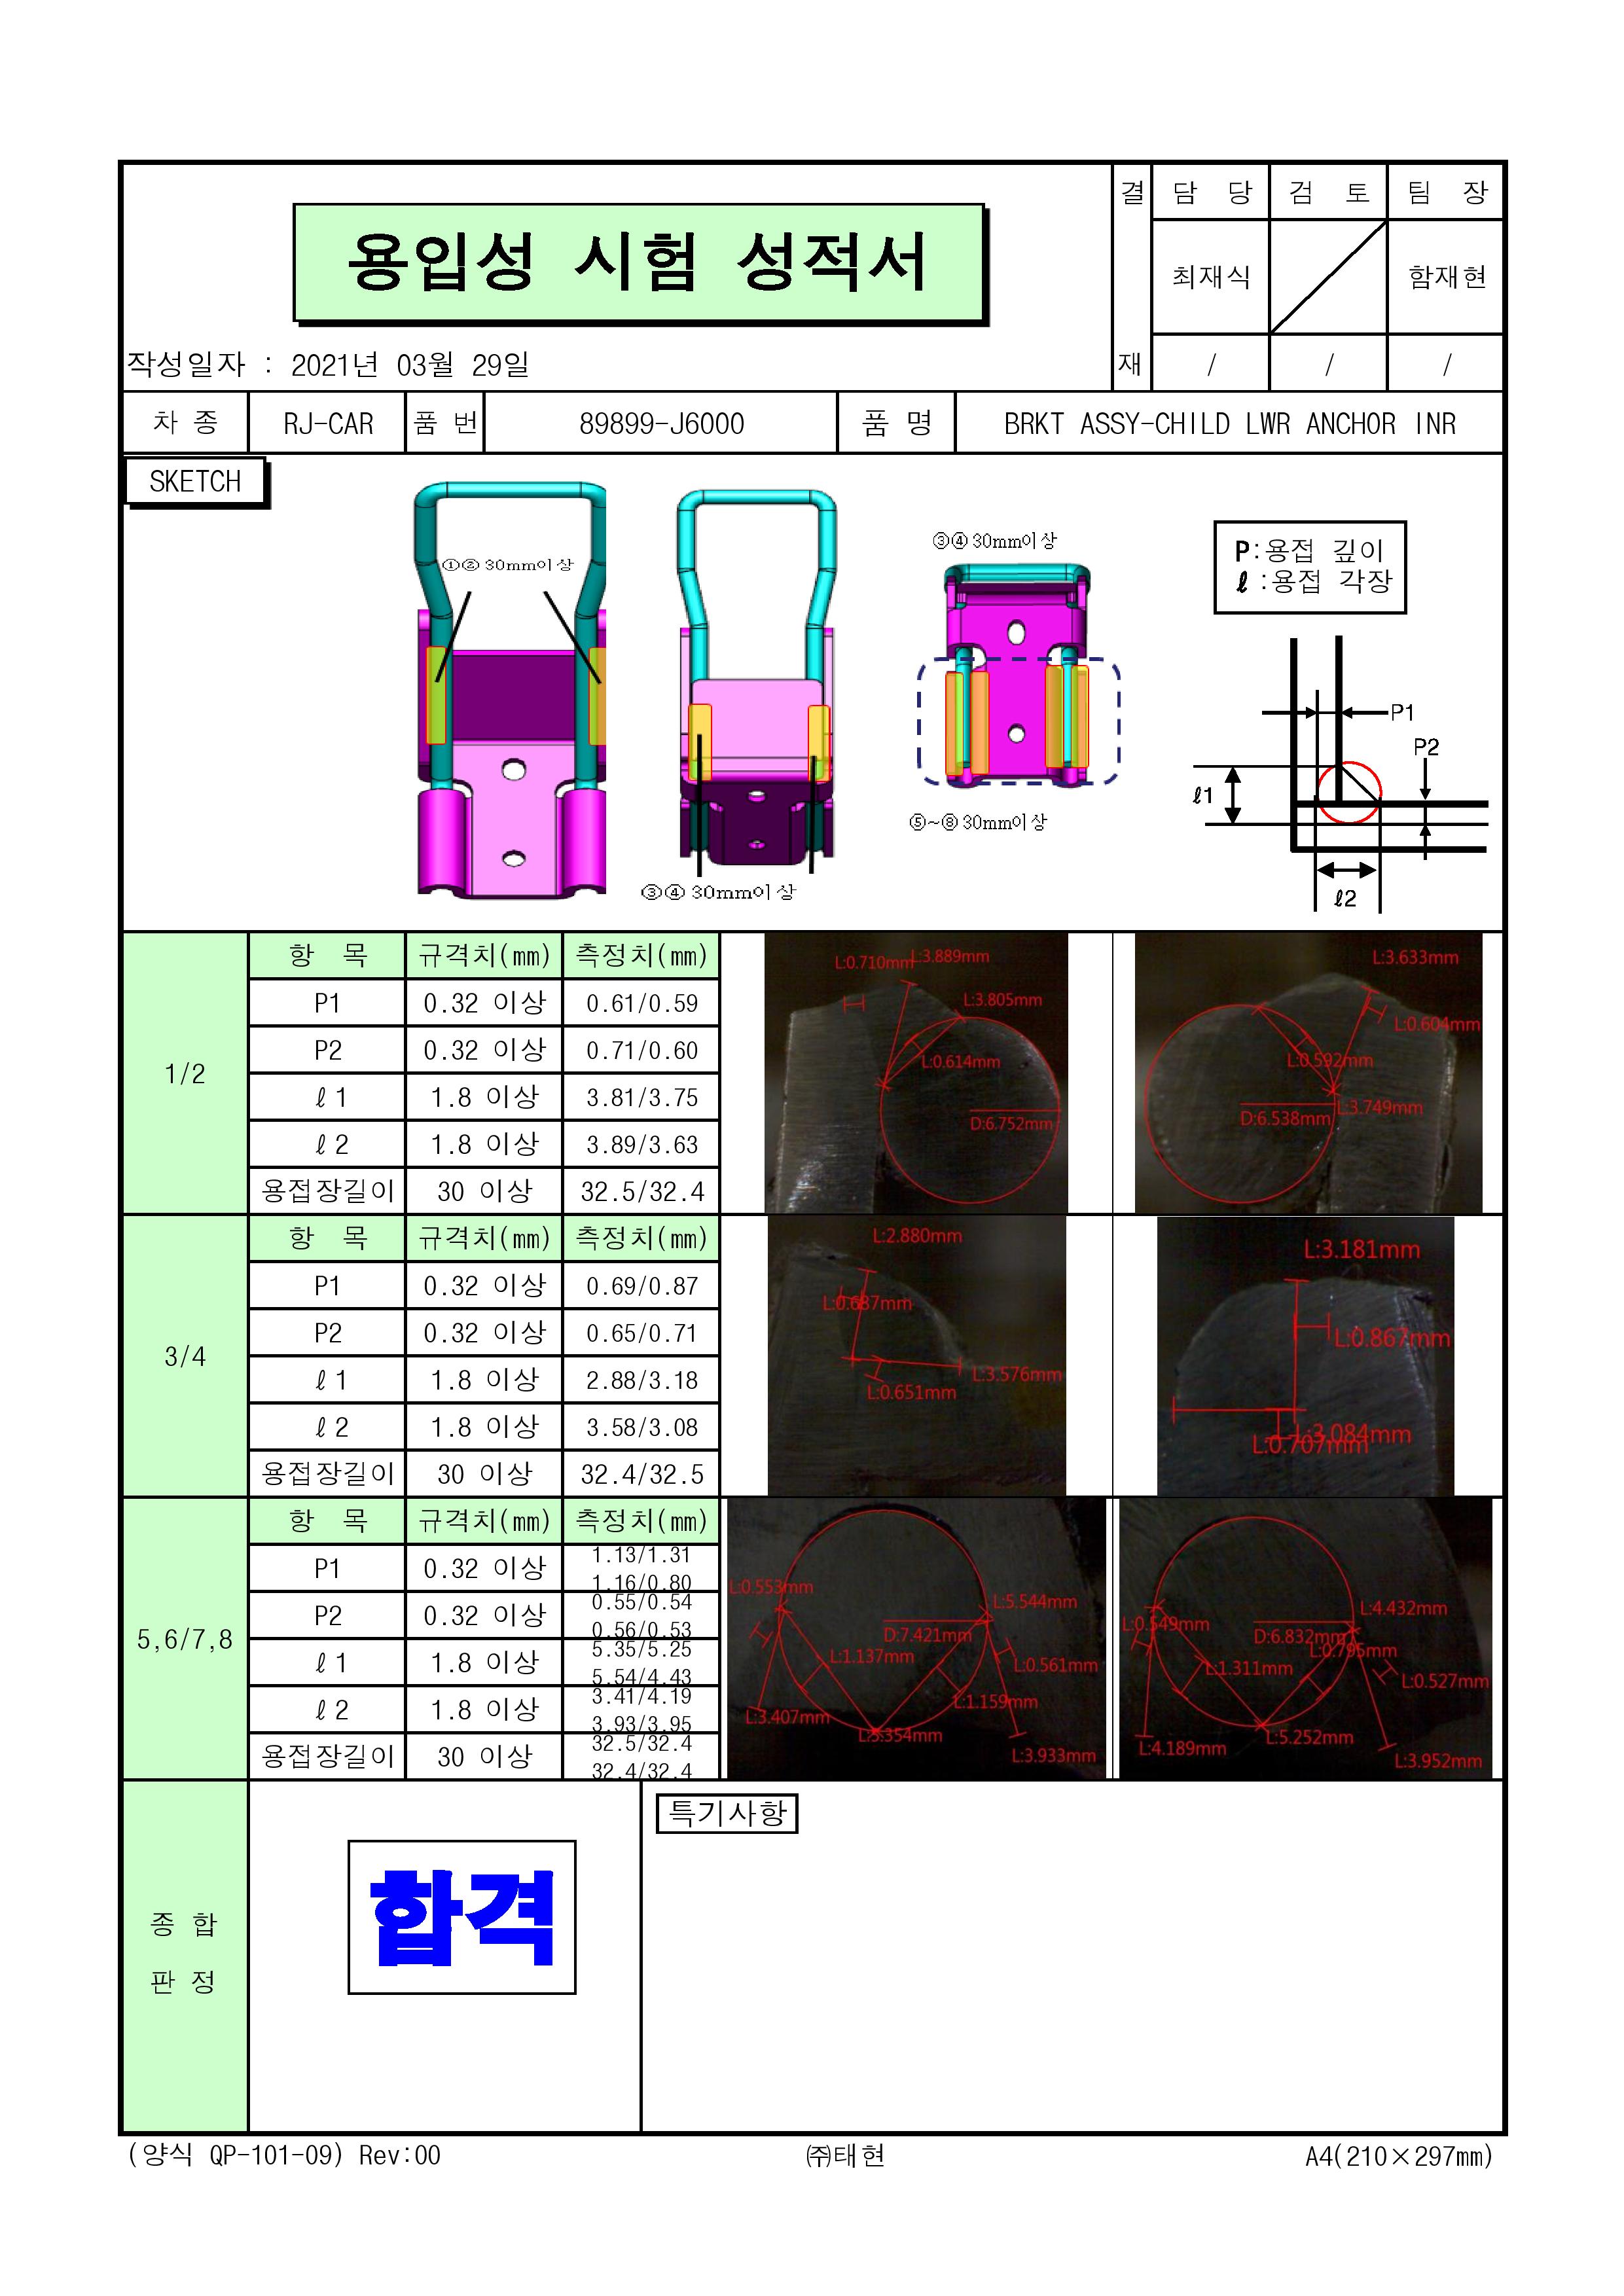 결 담 당 검 토 팀 장
용입성 시험 성적서
최재식 함재현
작성일자 : 2021년 03월 29일
재 / / /
차 종 RJ-CAR 품 번 89899-J6000 품 명 BRKT ASSY-CHILD LWR ANCHOR INR
SKETCH
①② 30mm이상
③④ 30mm이상
③④ 30mm이상
⑤~⑧ 30mm이상
P:용접 깊이
ℓ :용접 각장
P1
P2
ℓ1
ℓ2
1/2
항 목 규격치(㎜) 측정치(㎜)
P1 0.32 이상 0.61/0.59
P2 0.32 이상 0.71/0.60
ℓ 1 1.8 이상 3.81/3.75
ℓ 2 1.8 이상 3.89/3.63
용접장길이 30 이상 32.5/32.4
L:0.710mm
L:3.889mm
L:3.805mm
L:0.614mm
D:6.752mm
L:3.633mm
L:0.604mm
L:0.592mm
L:3.749mm
D:6.538mm
3/4
항 목 규격치(㎜) 측정치(㎜)
P1 0.32 이상 0.69/0.87
P2 0.32 이상 0.65/0.71
ℓ 1 1.8 이상 2.88/3.18
ℓ 2 1.8 이상 3.58/3.08
용접장길이 30 이상 32.4/32.5
L:2.880mm
L:0.687mm
L:3.576mm
L:0.651mm
L:3.181mm
L:0.867mm
L:3.084mm
L:0.707mm
5,6/7,8
항 목 규격치(㎜) 측정치(㎜)
P1 0.32 이상 1.13/1.31
1.16/0.80
P2 0.32 이상 0.55/0.54
0.56/0.53
ℓ 1 1.8 이상 5.35/5.25
5.54/4.43
ℓ 2 1.8 이상 3.41/4.19
3.93/3.95
용접장길이 30 이상 32.5/32.4
32.4/32.4
L:0.553mm
L:5.544mm
D:7.421mm
L:1.137mm
L:0.561mm
L:1.159mm
L:3.407mm
L:5.354mm
L:3.933mm
L:4.432mm
L:0.549mm
D:6.832mm
L:0.795mm
L:1.311mm
L:0.527mm
L:5.252mm
L:4.189mm
L:3.952mm
종 합
판 정
합격
특기사항
(양식 QP-101-09) Rev:00 ㈜태현 A4(210×297㎜)